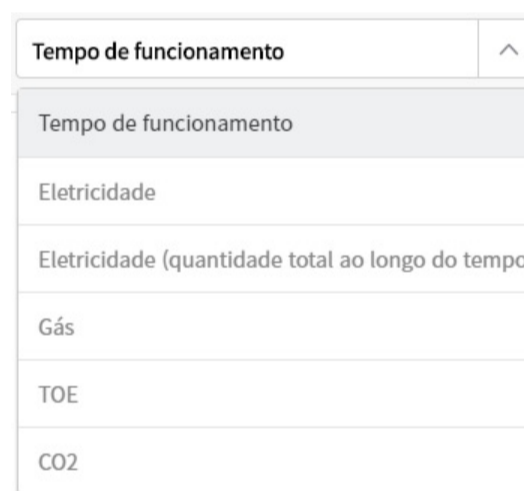 Tempo de funcionamento
Tempo de funcionamento
Eletricidade
Eletricidade (quantidade total ao longo do tempo
Gás
TOE
CO2